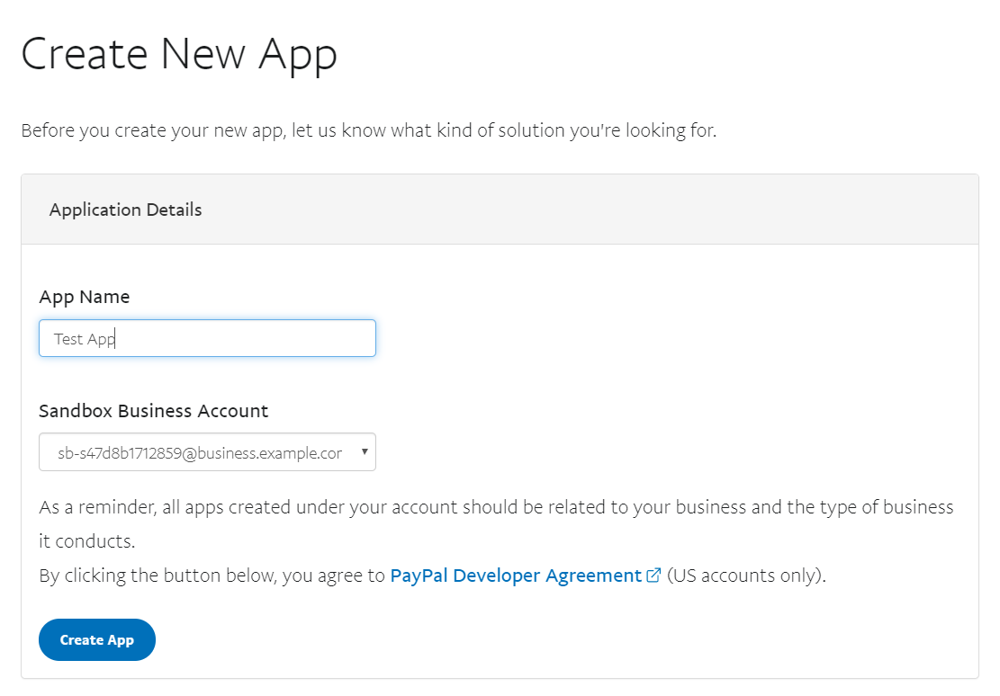 Create New App
Before you create your new app, let us know what kind of solution you're looking for.
Application Details
App Name
Test App
Sandbox Business Account
sb-s47d8b1712859@business.example.cor
As a reminder, all apps created under your account should be related to your business and the type of business
it conducts.
By clicking the button below, you agree to PayPal Developer Agreement (US accounts only).
Create App